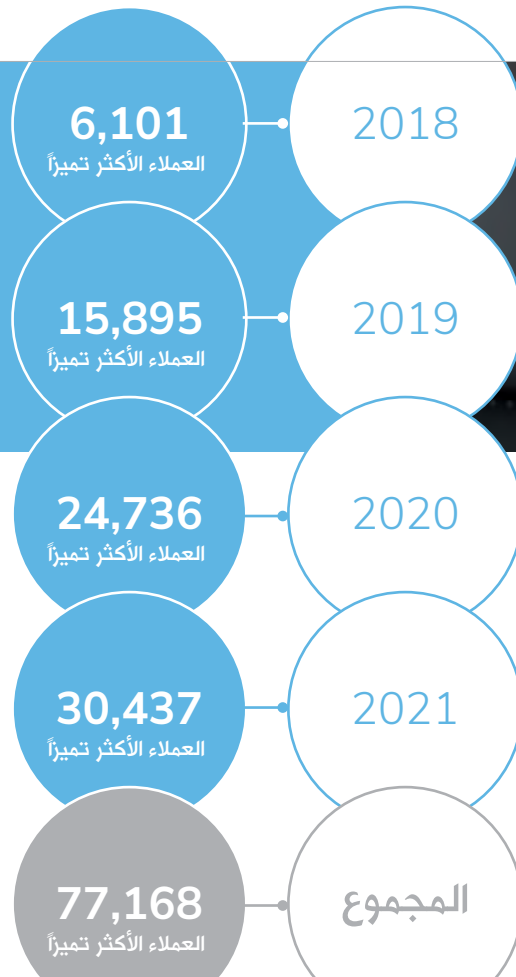 2018
6,101
العملاء الأكثر تميزاً
2019
15,895
العملاء الأكثر تميزاً
2020
24,736
العملاء الأكثر تميزاً
2021
30,437
العملاء الأكثر تميزاً
المجموع
77,168
العملاء الأكثر تميزاً